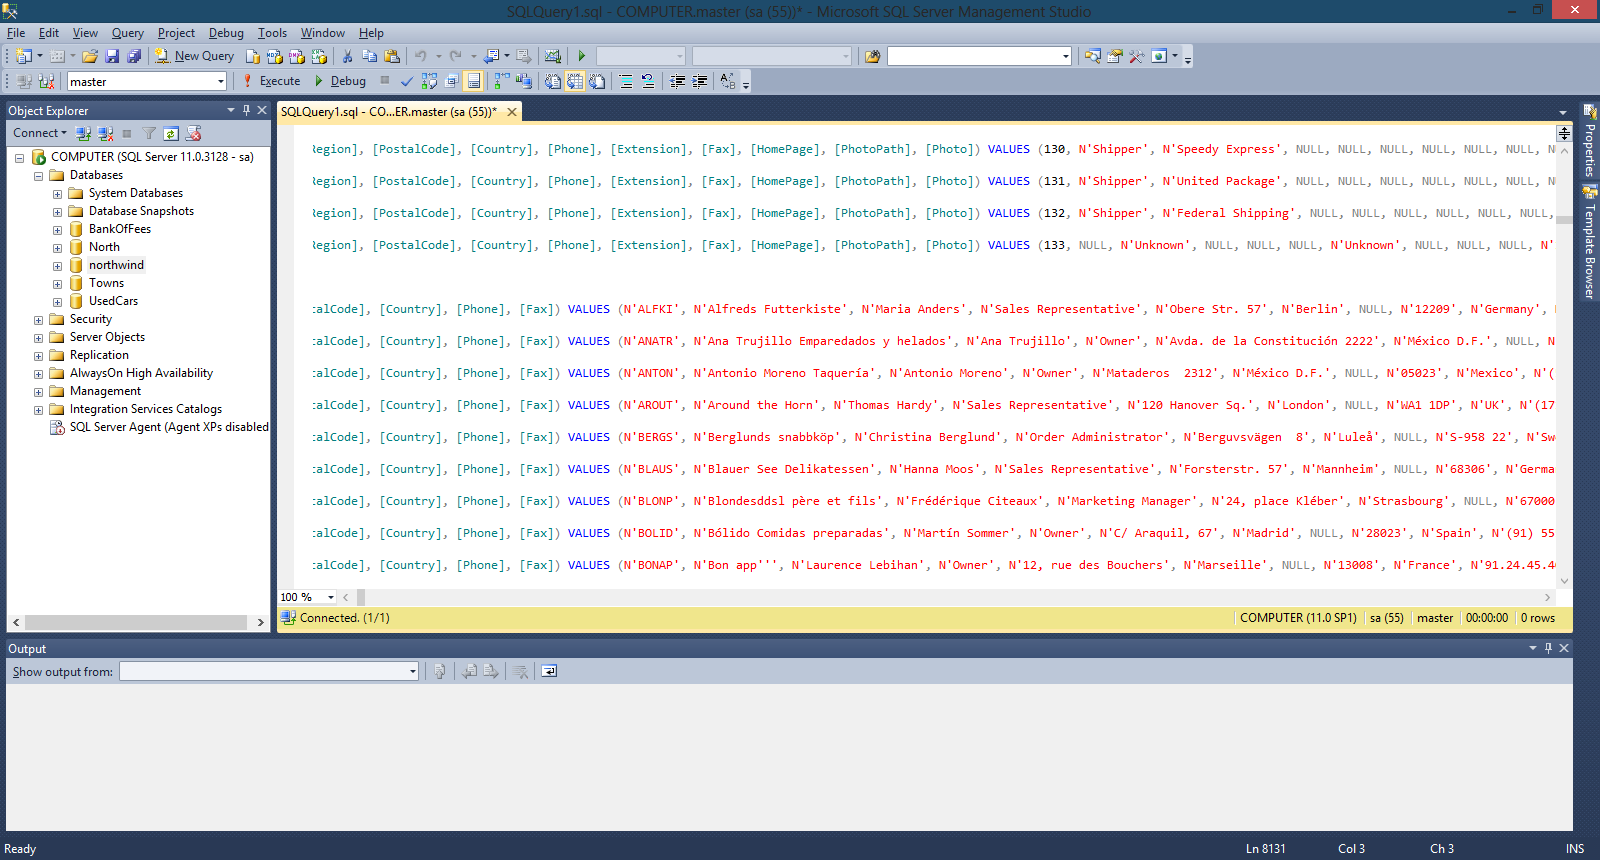 SQLQuery1.sql - COMPUTER.master (sa (55))* - Microsoft SQL Server Management Studio
File Edit View Query Project Debug Tools Window Help
New Query
master Execute Debug
Object Explorer
Connect
COMPUTER (SQL Server 11.0.3128 - sa)
Databases
System Databases
Database Snapshots
BankOfFees
North
northwind
Towns
UsedCars
Security
Server Objects
Replication
AlwaysOn High Availability
Management
Integration Services Catalogs
SQL Server Agent (Agent XPs disabled
SQLQuery1.sql - CO...ER.master (sa (55))*
Region], [PostalCode], [Country], [Phone], [Extension], [Fax], [HomePage], [PhotoPath], [Photo]) VALUES (130, N'Shipper', N'Speedy Express', NULL, NULL, NULL, NULL, NULL, NULL, N
Region], [PostalCode], [Country], [Phone], [Extension], [Fax], [HomePage], [PhotoPath], [Photo]) VALUES (131, N'Shipper', N'United Package', NULL, NULL, NULL, NULL, NULL, NULL, N
Region], [PostalCode], [Country], [Phone], [Extension], [Fax], [HomePage], [PhotoPath], [Photo]) VALUES (132, N'Shipper', N'Federal Shipping', NULL, NULL, NULL, NULL, NULL, NULL,
Region], [PostalCode], [Country], [Phone], [Extension], [Fax], [HomePage], [PhotoPath], [Photo]) VALUES (133, NULL, N'Unknown', NULL, NULL, NULL, N'Unknown', NULL, NULL, NULL, N'
talCode], [Country], [Phone], [Fax]) VALUES (N'ALFKI', N'Alfreds Futterkiste', N'Maria Anders', N'Sales Representative', N'Obere Str. 57', N'Berlin', NULL, N'12209', N'Germany',
talCode], [Country], [Phone], [Fax]) VALUES (N'ANATR', N'Ana Trujillo Emparedados y helados', N'Ana Trujillo', N'Owner', N'Avda. de la Constitución 2222', N'México D.F.', NULL, N
talCode], [Country], [Phone], [Fax]) VALUES (N'ANTON', N'Antonio Moreno Taquería', N'Antonio Moreno', N'Owner', N'Mataderos  2312', N'México D.F.', NULL, N'05023', N'Mexico', N'(
talCode], [Country], [Phone], [Fax]) VALUES (N'AROUT', N'Around the Horn', N'Thomas Hardy', N'Sales Representative', N'120 Hanover Sq.', N'London', NULL, N'WA1 1DP', N'UK', N'(17
talCode], [Country], [Phone], [Fax]) VALUES (N'BERGS', N'Berglunds snabbköp', N'Christina Berglund', N'Order Administrator', N'Berguvsvägen  8', N'Luleå', NULL, N'S-958 22', N'Sw
talCode], [Country], [Phone], [Fax]) VALUES (N'BLAUS', N'Blauer See Delikatessen', N'Hanna Moos', N'Sales Representative', N'Forsterstr. 57', N'Mannheim', NULL, N'68306', N'Germa
talCode], [Country], [Phone], [Fax]) VALUES (N'BLONP', N'Blondesddsl père et fils', N'Frédérique Citeaux', N'Marketing Manager', N'24, place Kléber', N'Strasbourg', NULL, N'67000
talCode], [Country], [Phone], [Fax]) VALUES (N'BOLID', N'Bólido Comidas preparadas', N'Martín Sommer', N'Owner', N'C/ Araquil, 67', N'Madrid', NULL, N'28023', N'Spain', N'(91) 55
talCode], [Country], [Phone], [Fax]) VALUES (N'BONAP', N'Bon app''', N'Laurence Lebihan', N'Owner', N'12, rue des Bouchers', N'Marseille', NULL, N'13008', N'France', N'91.24.45.4
100 %
Connected. (1/1) COMPUTER (11.0 SP1) sa (55) master 00:00:00 0 rows
Properties
Template Browser
Output
Show output from:
Ready Ln 8131 Col 3 Ch 3 INS